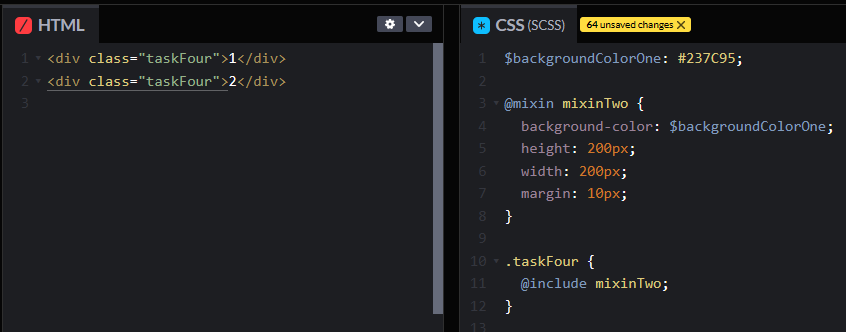 HTML
1 <div class="taskFour">1</div>
2 <div class="taskFour">2</div>
3
CSS (SCSS)
64 unsaved changes X
1 $backgroundColorOne: #237C95;
2
3 @mixin mixinTwo {
4 background-color: $backgroundColorOne;
5 height: 200px;
6 width: 200px;
7 margin: 10px;
8 }
9
10 .taskFour {
11 @include mixinTwo;
12 }
13